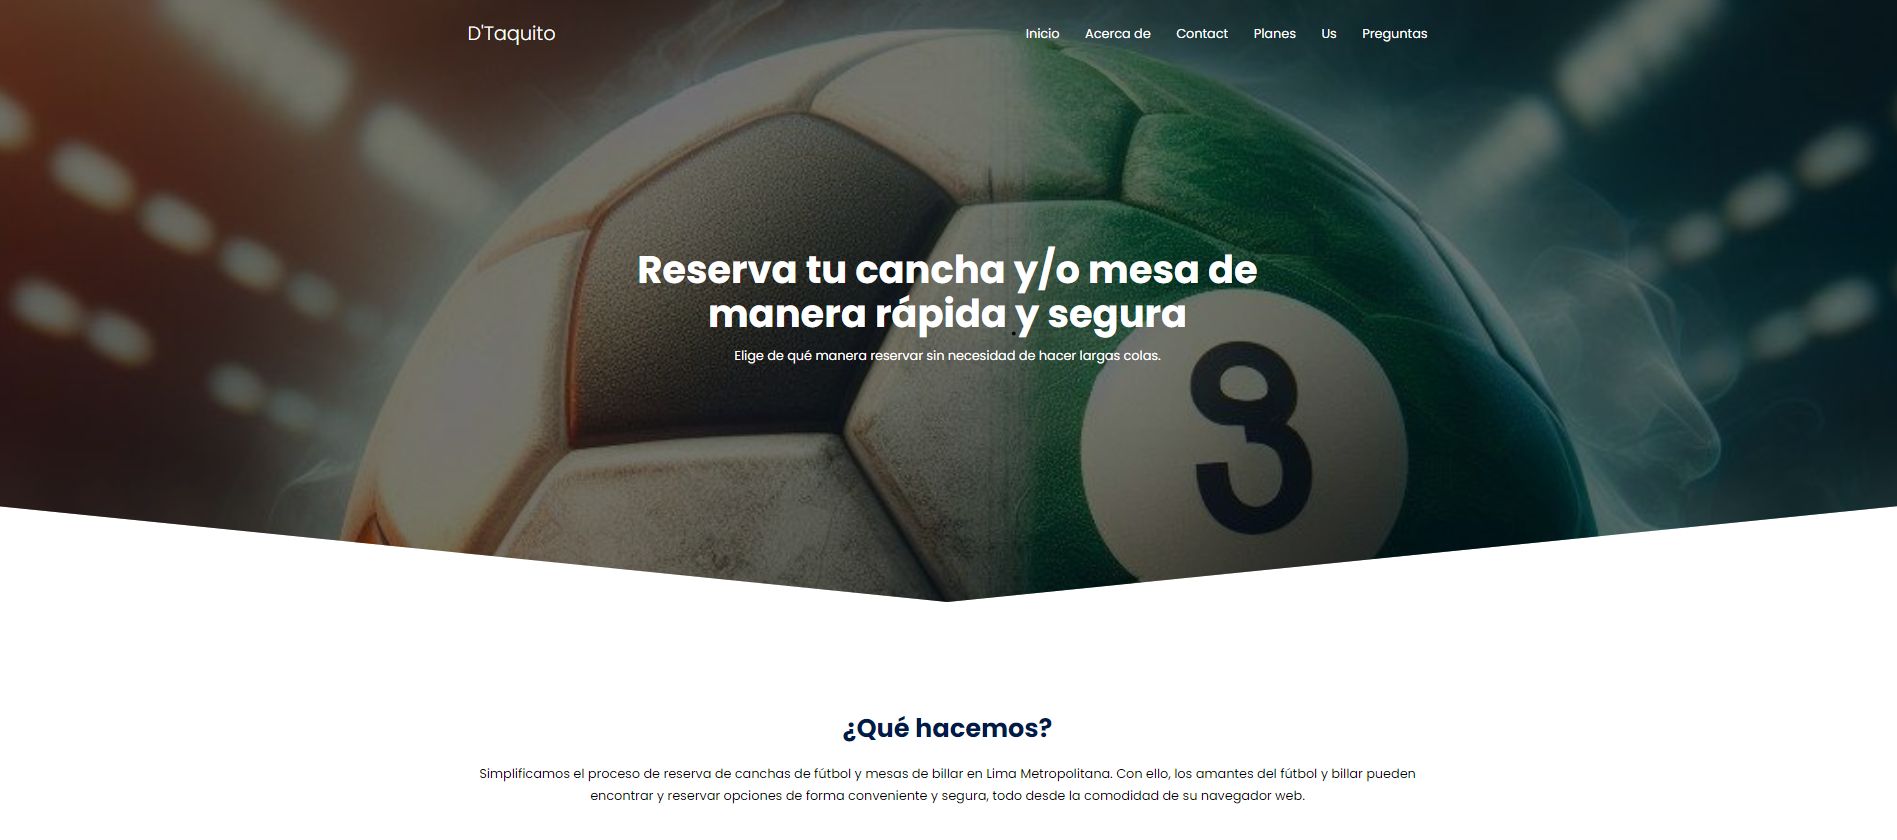 D'Taquito
Inicio Acerca de Contact Planes Us Preguntas
Reserva tu cancha y/o mesa de
manera rápida y segura
Elige de qué manera reservar sin necesidad de hacer largas colas.
3
¿Qué hacemos?
Simplificamos el proceso de reserva de canchas de fútbol y mesas de billar en Lima Metropolitana. Con ello, los amantes del fútbol y billar pueden
encontrar y reservar opciones de forma conveniente y segura, todo desde la comodidad de su navegador web.